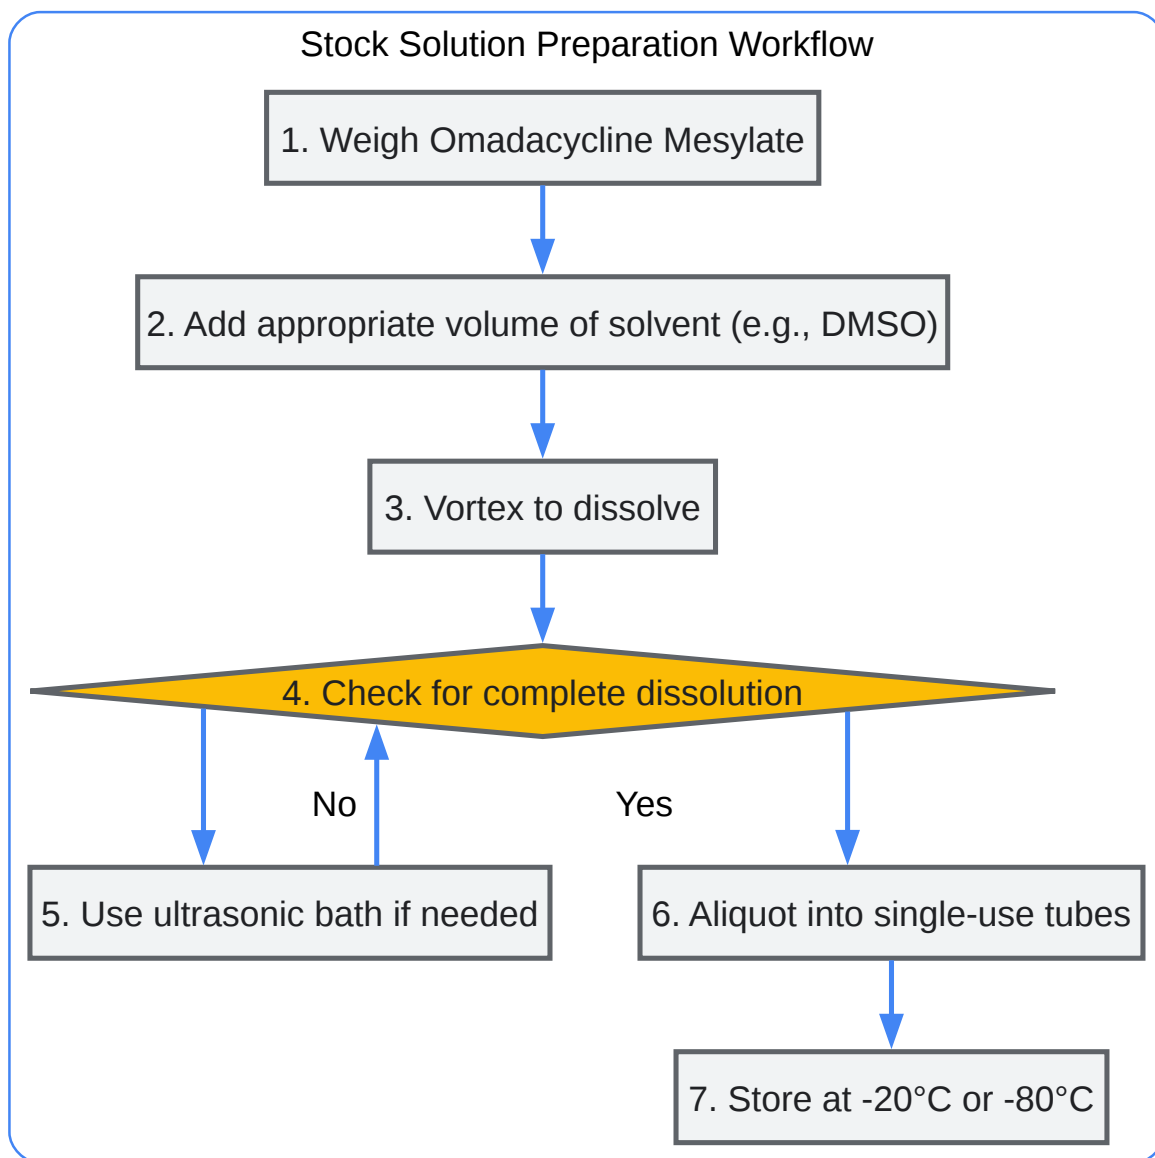 Stock Solution Preparation Workflow
1. Weigh Omadacycline Mesylate
2. Add appropriate volume of solvent (e.g., DMSO)
3. Vortex to dissolve
4. Check for complete dissolution
No
Yes
5. Use ultrasonic bath if needed
6. Aliquot into single-use tubes
7. Store at -20°C or -80°C